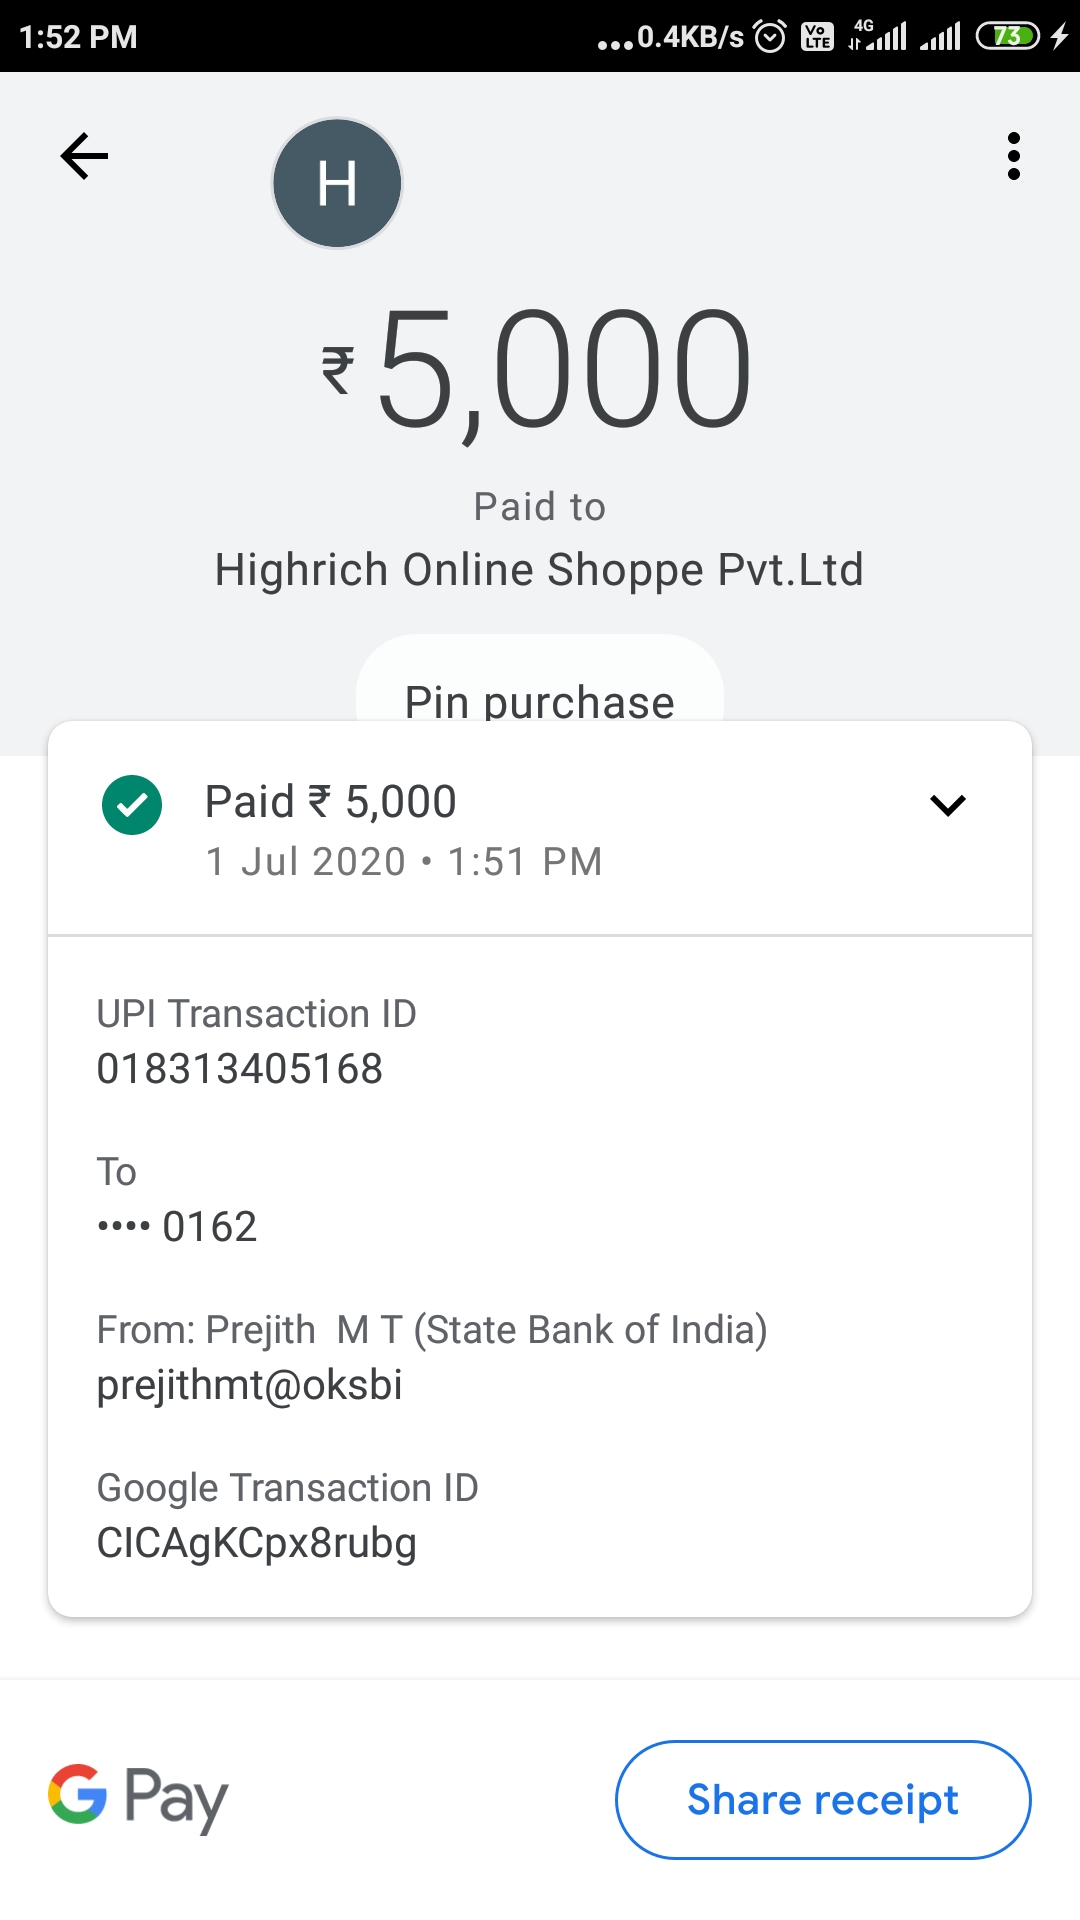 1:52 PM
...0.4KB/s VoLTE 4G 73
H
₹5,000
Paid to
Highrich Online Shoppe Pvt.Ltd
Pin purchase
Paid ₹ 5,000
1 Jul 2020 • 1:51 PM
UPI Transaction ID
018313405168
To
•••• 0162
From: Prejith  M T (State Bank of India)
prejithmt@oksbi
Google Transaction ID
CICAgKCpx8rubg
G Pay
Share receipt